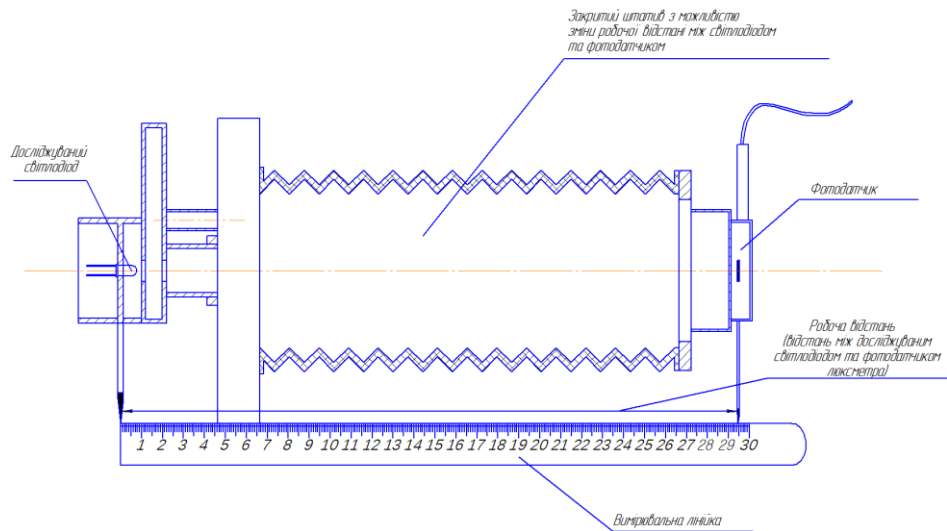 Закритий штатив з можливістю
зміни робочої відстані між світлодіодом
та фотодатчиком
Досліджуваний
світлодіод
Фотодатчик
Робоча відстань
(відстань між досліджуваним
світлодіодом та фотодатчиком
люксметра)
1 2 3 4 5 6 7 8 9 10 11 12 13 14 15 16 17 18 19 20 21 22 23 24 25 26 27 28 29 30
Вимірювальна лінійка